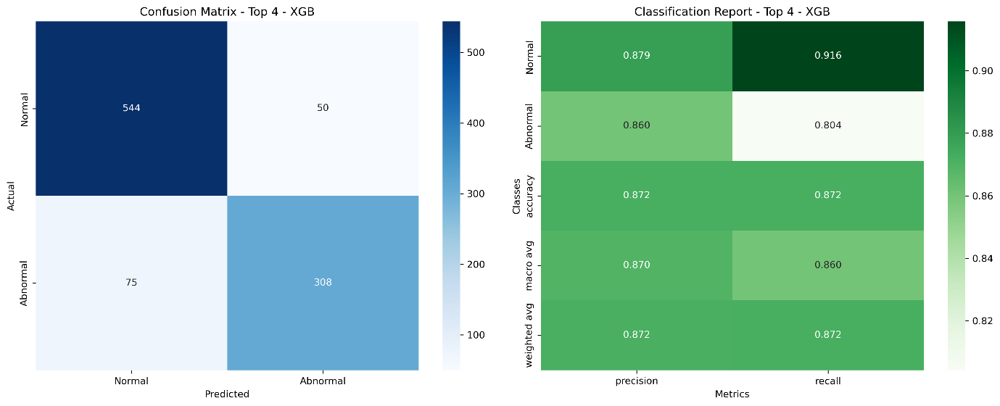 Confusion Matrix - Top 4 - XGB
Actual
Normal
Abnormal
544
50
75
308
Normal
Abnormal
Predicted
500
400
300
200
100
Classification Report - Top 4 - XGB
Classes
Normal
Abnormal
accuracy
macro avg
weighted avg
0.879
0.916
0.860
0.804
0.872
0.872
0.870
0.860
0.872
0.872
precision
recall
Metrics
0.90
0.88
0.86
0.84
0.82